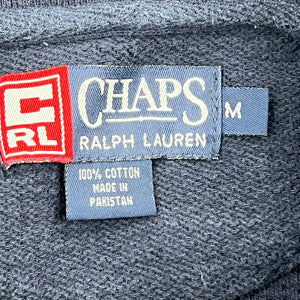 C
RL
CHAPS
RALPH LAUREN
M
100% COTTON
MADE IN
PAKISTAN